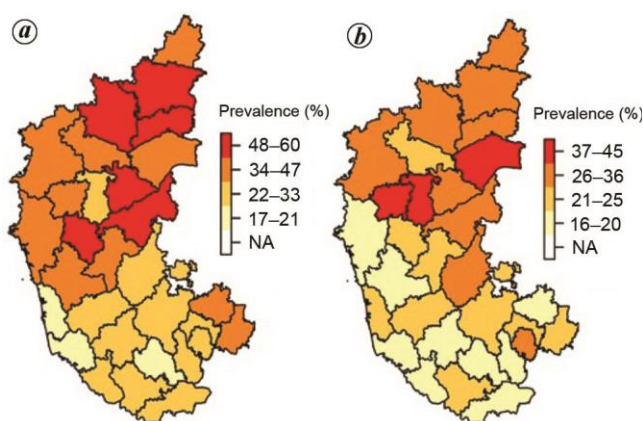 a
Prevalence (%)
48–60
34–47
22–33
17–21
NA
b
Prevalence (%)
37–45
26–36
21–25
16–20
NA